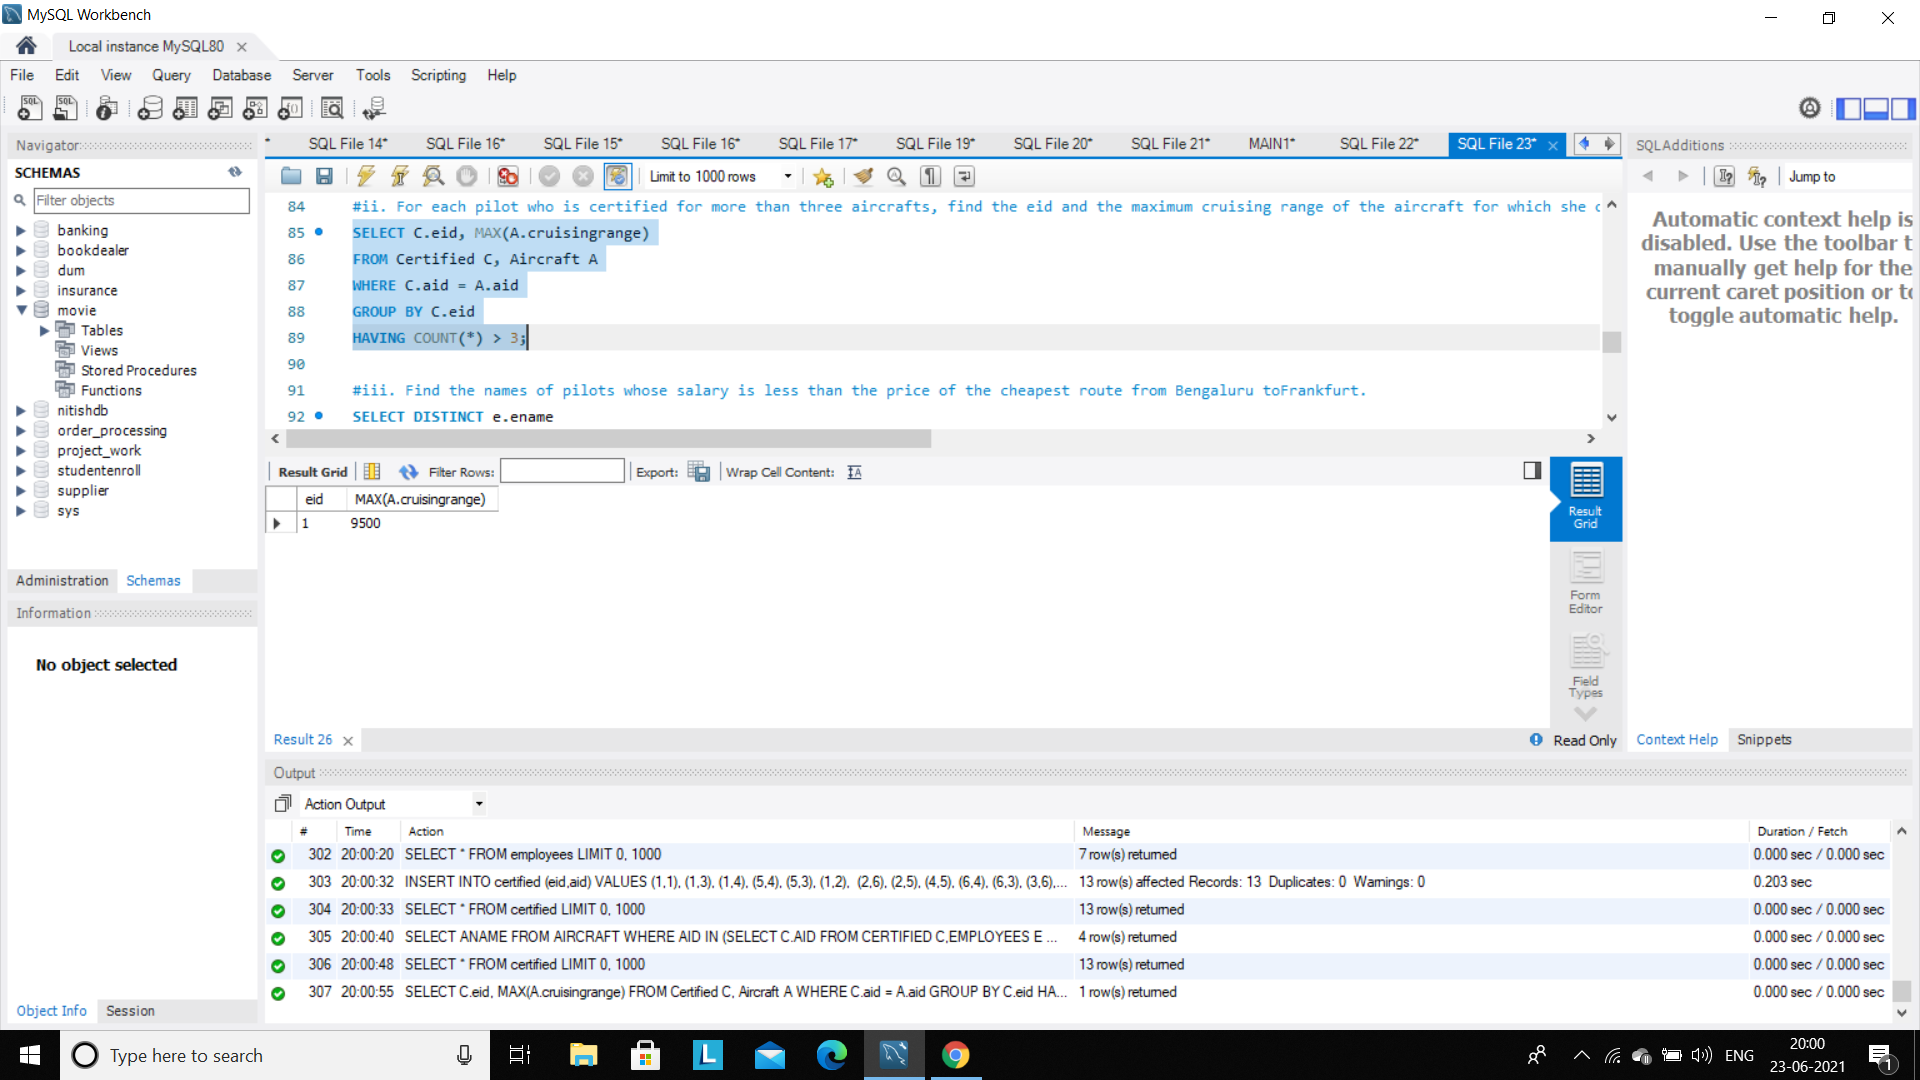 MySQL Workbench
Local instance MySQL80
File Edit View Query Database Server Tools Scripting Help
Navigator
SCHEMAS
Filter objects
banking
bookdealer
dum
insurance
movie
Tables
Views
Stored Procedures
Functions
nitishdb
order_processing
project_work
studentenroll
supplier
sys
Administration Schemas
Information
No object selected
Object Info Session
* SQL File 14* SQL File 16* SQL File 15* SQL File 16* SQL File 17* SQL File 19* SQL File 20* SQL File 21* MAIN1* SQL File 22* SQL File 23*
Limit to 1000 rows
84 #ii. For each pilot who is certified for more than three aircrafts, find the eid and the maximum cruising range of the aircraft for which she
85 SELECT C.eid, MAX(A.cruisingrange)
86 FROM Certified C, Aircraft A
87 WHERE C.aid = A.aid
88 GROUP BY C.eid
89 HAVING COUNT(*) > 3;
90
91 #iii. Find the names of pilots whose salary is less than the price of the cheapest route from Bengaluru toFrankfurt.
92 SELECT DISTINCT e.ename
Result Grid Filter Rows: Export: Wrap Cell Content:
eid MAX(A.cruisingrange)
1 9500
Result Grid
Form Editor
Field Types
Result 26
Read Only
SQLAdditions
Jump to
Automatic context help is
disabled. Use the toolbar t
manually get help for the
current caret position or to
toggle automatic help.
Context Help Snippets
Output
Action Output
# Time Action Message Duration / Fetch
302 20:00:20 SELECT * FROM employees LIMIT 0, 1000 7 row(s) returned 0.000 sec / 0.000 sec
303 20:00:32 INSERT INTO certified (eid,aid) VALUES (1,1), (1,3), (1,4), (5,4), (5,3), (1,2), (2,6), (2,5), (4,5), (6,4), (6,3), (3,6),... 13 row(s) affected Records: 13 Duplicates: 0 Warnings: 0 0.203 sec
304 20:00:33 SELECT * FROM certified LIMIT 0, 1000 13 row(s) returned 0.000 sec / 0.000 sec
305 20:00:40 SELECT ANAME FROM AIRCRAFT WHERE AID IN (SELECT C.AID FROM CERTIFIED C,EMPLOYEES E ... 4 row(s) returned 0.000 sec / 0.000 sec
306 20:00:48 SELECT * FROM certified LIMIT 0, 1000 13 row(s) returned 0.000 sec / 0.000 sec
307 20:00:55 SELECT C.eid, MAX(A.cruisingrange) FROM Certified C, Aircraft A WHERE C.aid = A.aid GROUP BY C.eid HA... 1 row(s) returned 0.000 sec / 0.000 sec
Type here to search
ENG
20:00
23-06-2021
1